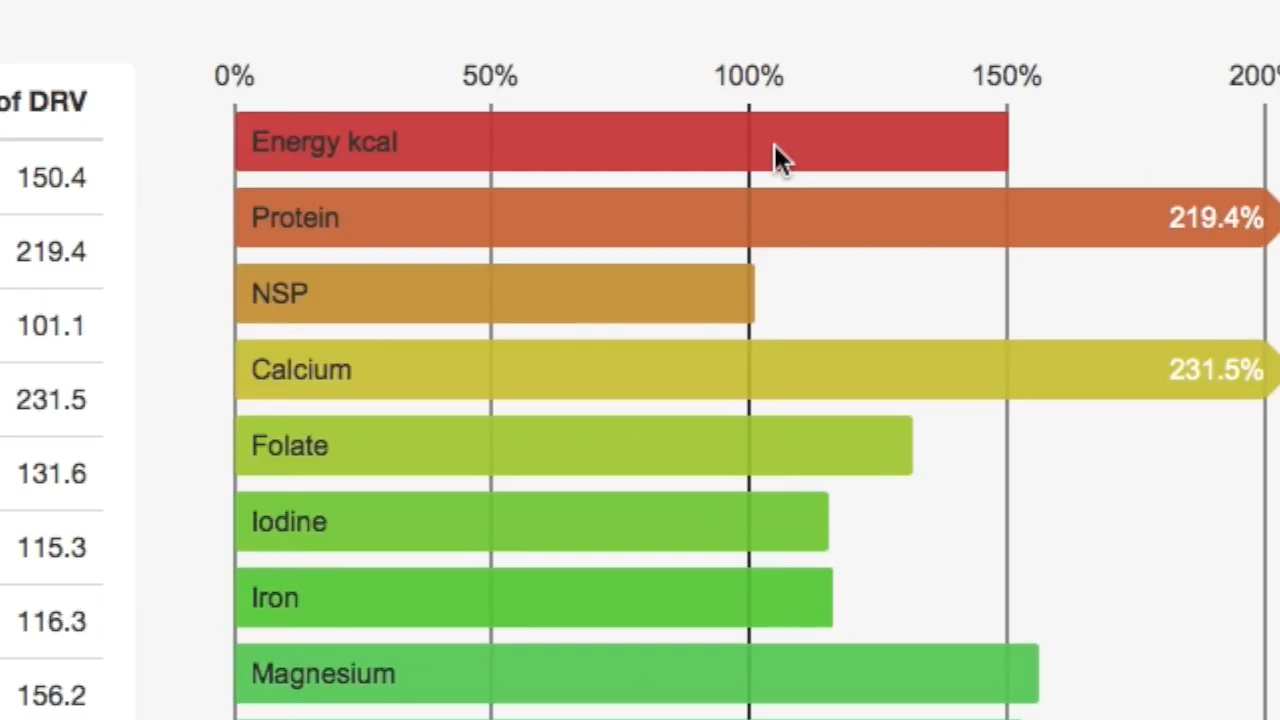 0% 50% 100% 150% 200%
of DRV
150.4 Energy kcal
219.4 Protein 219.4%
101.1 NSP
231.5 Calcium 231.5%
131.6 Folate
115.3 Iodine
116.3 Iron
156.2 Magnesium